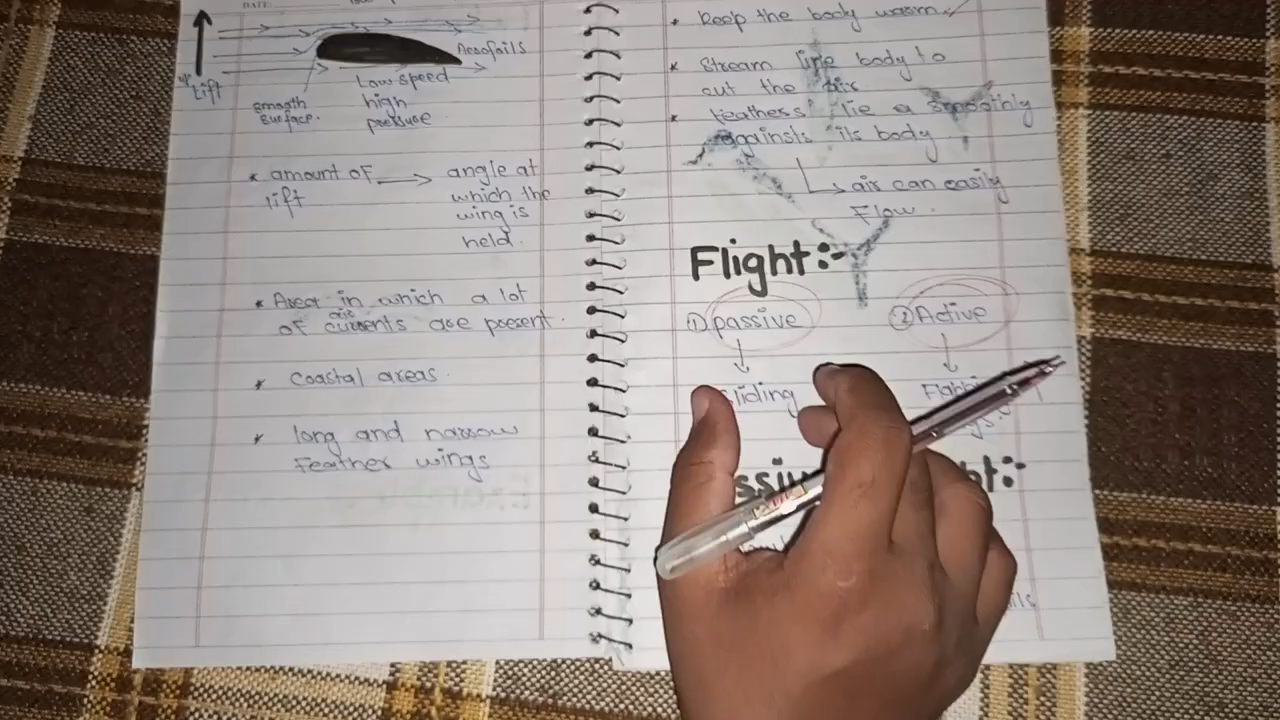 DATE:
Aesofails
Lift
smooth
surface.
Low speed
high
pressure
* amount of → angle at
lift
which the
wing is
held.
* Area in which a lot
air
of currents are present.
* Coastal areas.
* long and narrow
Feather wings
* Keep the body warm.
* Stream line body to
cut the air
* feathers lie a smoothly
againsts its body
air can easily
Flow.
Flight:-
① passive
② Active
↓
↓